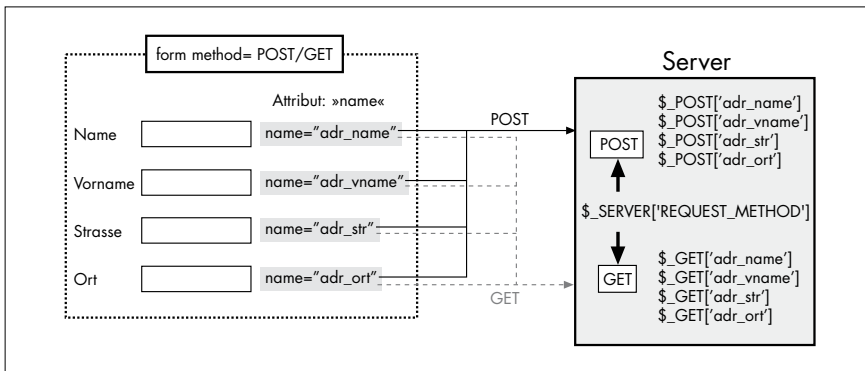 form method= POST/GET
Attribut: »name«
Name
name="adr_name"
Vorname
name="adr_vname"
Strasse
name="adr_str"
Ort
name="adr_ort"
POST
GET
Server
$_POST['adr_name']
$_POST['adr_vname']
$_POST['adr_str']
$_POST['adr_ort']
POST
$_SERVER['REQUEST_METHOD']
GET
$_GET['adr_name']
$_GET['adr_vname']
$_GET['adr_str']
$_GET['adr_ort']